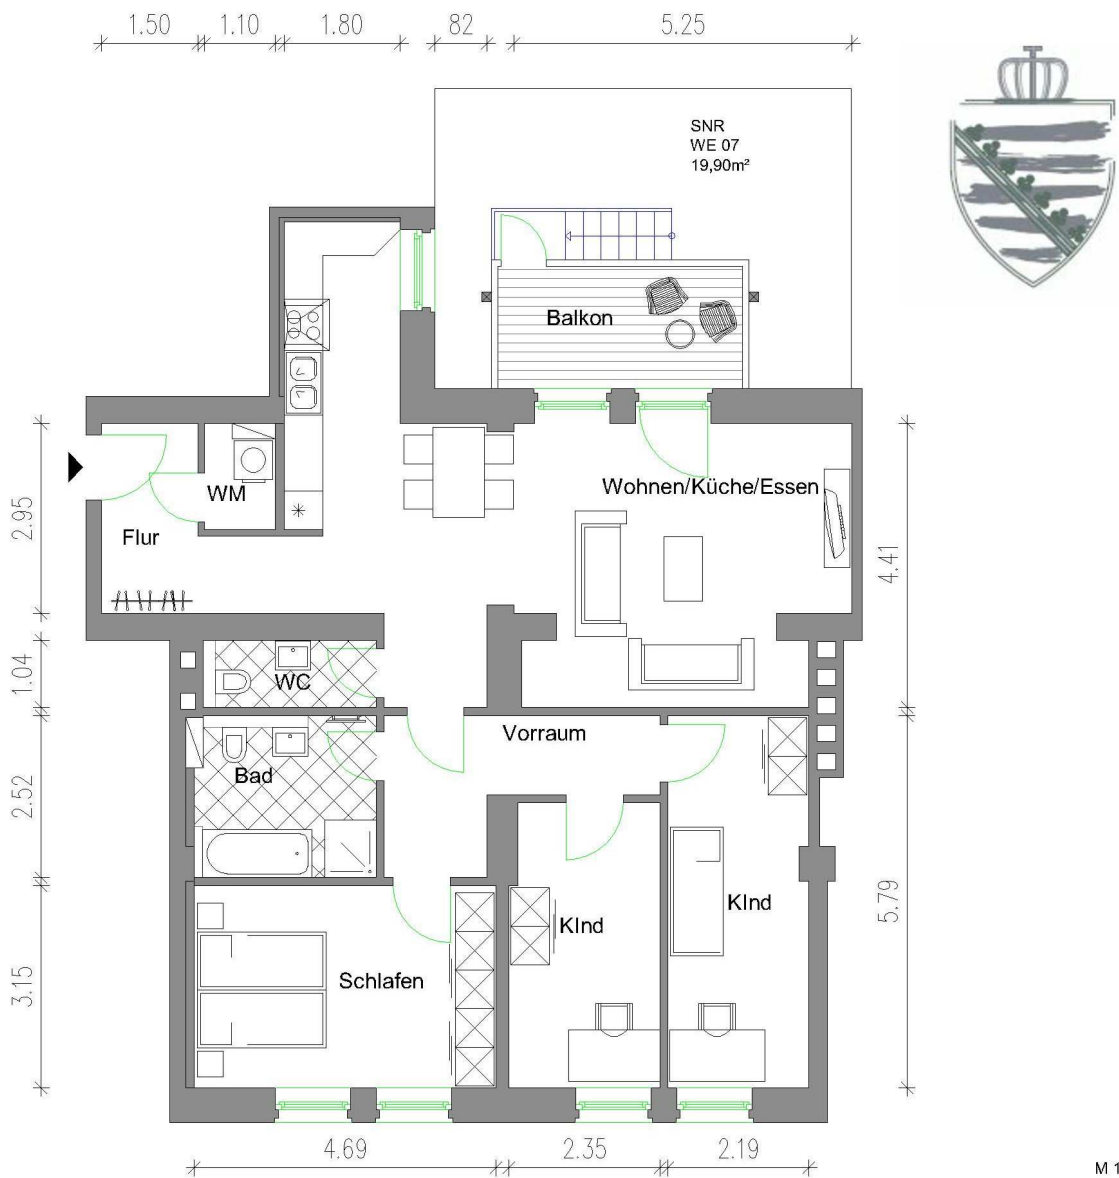 1.50 1.10 1.80 82 5.25
SNR
WE 07
19,90m²
Balkon
Wohnen/Küche/Essen
WM
Flur
2.95
4.41
WC
1.04
Vorraum
Bad
2.52
KInd
KInd
5.79
Schlafen
3.15
4.69 2.35 2.19
M 1